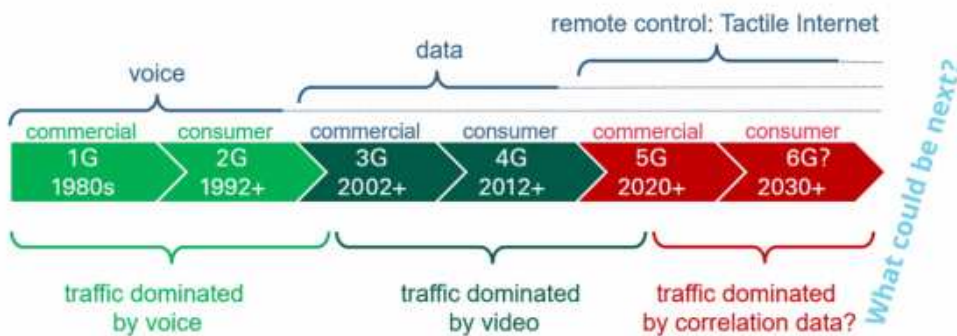 remote control: Tactile Internet
data
voice
commercial consumer commercial consumer commercial consumer
1G 2G 3G 4G 5G 6G?
1980s 1992+ 2002+ 2012+ 2020+ 2030+
traffic dominated traffic dominated traffic dominated
by voice by video by correlation data?
What could be next?